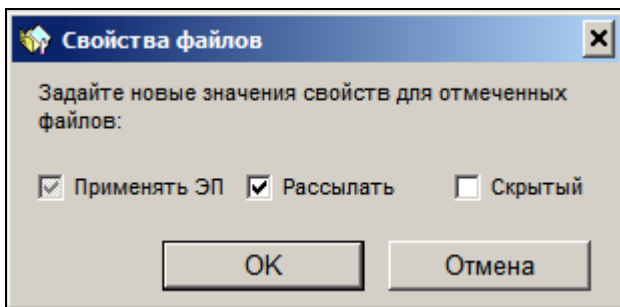 Свойства файлов
Задайте новые значения свойств для отмеченных
файлов:
Применять ЭП Рассылать Скрытый
OK Отмена